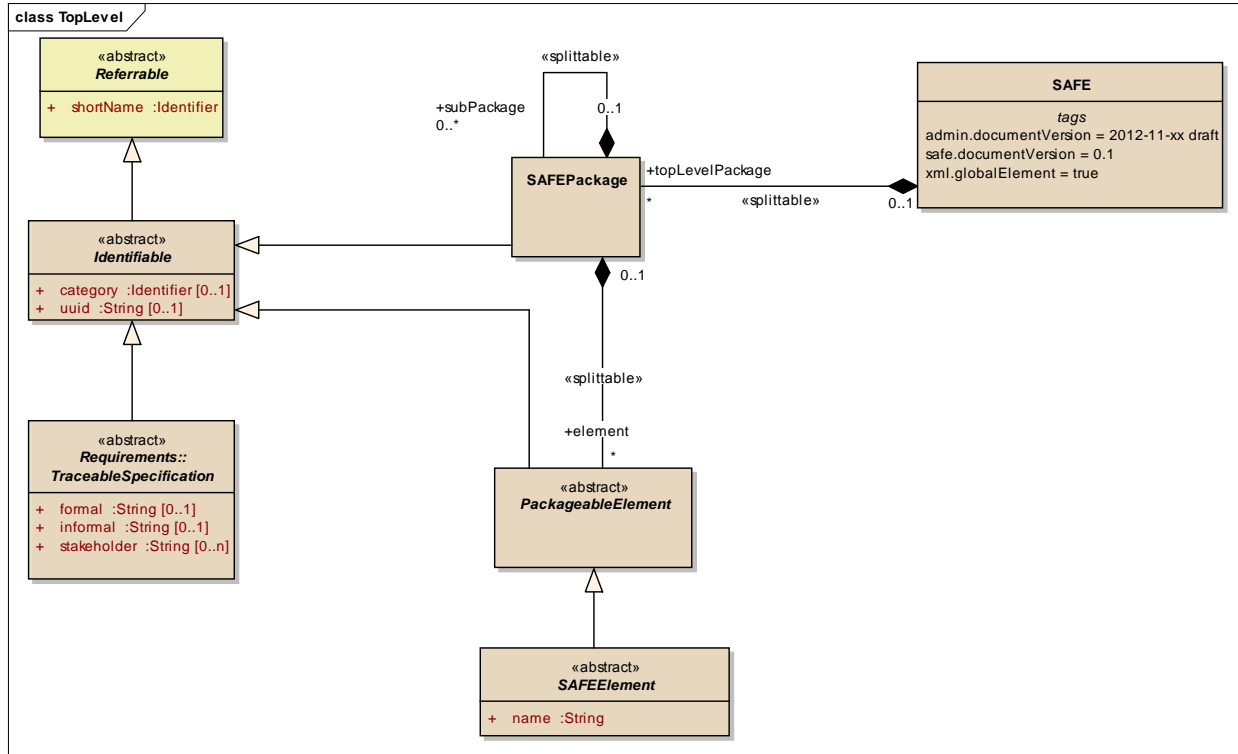 class TopLevel
«abstract»
Referrable
+ shortName :Identifier
«abstract»
Identifiable
+ category :Identifier [0..1]
+ uuid :String [0..1]
«abstract»
Requirements::
TraceableSpecification
+ formal :String [0..1]
+ informal :String [0..1]
+ stakeholder :String [0..n]
«splittable»
+subPackage
0..*
0..1
SAFEPackage
+topLevelPackage
*
«splittable»
0..1
SAFE
tags
admin.documentVersion = 2012-11-xx draft
safe.documentVersion = 0.1
xml.globalElement = true
0..1
«splittable»
+element
*
«abstract»
PackageableElement
«abstract»
SAFEElement
+ name :String